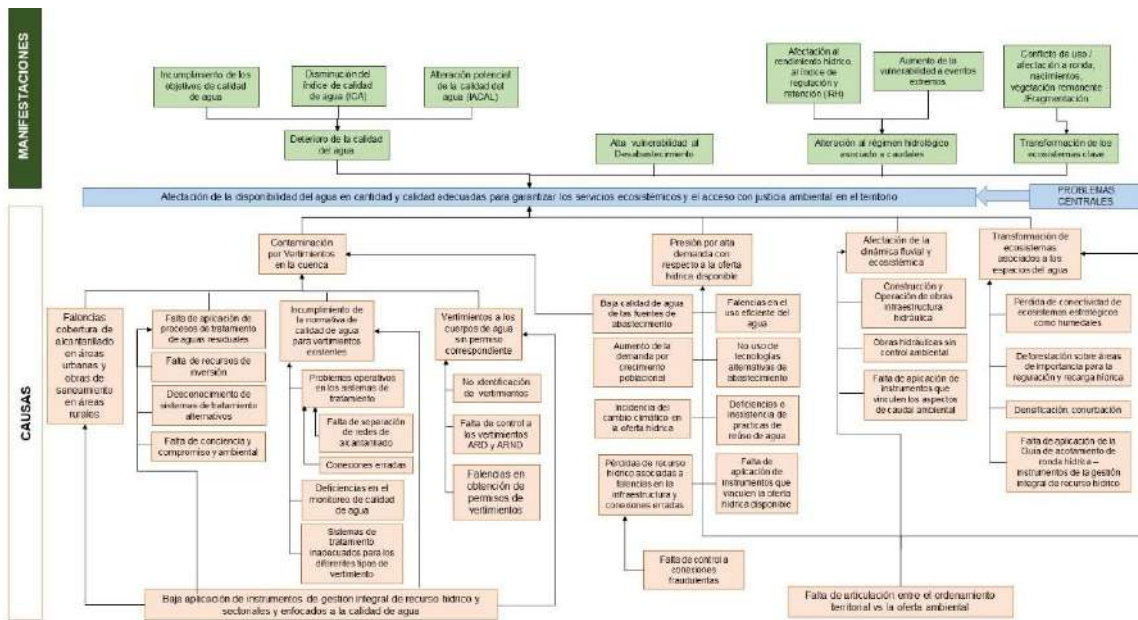 MANIFESTACIONES
Incumplimiento de los
objetivos de calidad
de agua
Disminución del
índice de calidad
de agua (ICA)
Alteración potencial
de la calidad del
agua (IACAL)
Afectación al
rendimiento hídrico,
al índice de
regulación y
retención (IRH)
Aumento de la
vulnerabilidad a eventos
extremos
Conflicto de uso /
afectación a ronda,
nacimientos,
vegetación remanente
/Fragmentación
Deterioro de la calidad
del agua
Alta vulnerabilidad al
Desabastecimiento
Alteración al régimen hidrológico
asociado a caudales
Transformación de los
ecosistemas clave
Afectación de la disponibilidad del agua en cantidad y calidad adecuadas para garantizar los servicios ecosistémicos y el acceso con justicia ambiental en el territorio
PROBLEMAS
CENTRALES
CAUSAS
Contaminación
por Vertimientos
en la cuenca
Presión por alta
demanda con
respecto a la oferta
hídrica disponible
Afectación de la
dinámica fluvial y
ecosistémica
Transformación de
ecosistemas
asociados a los
espacios del agua
Falencias
cobertura de
alcantarillado
en áreas
urbanas y
obras de
saneamiento en
áreas
rurales
Falta de aplicación de
procesos de tratamiento
de aguas residuales
Falta de recursos de
inversión
Desconocimiento de
sistemas de tratamiento
alternativos
Falta de conciencia y
compromiso y ambiental
Incumplimiento de
la normativa de
calidad de agua
para vertimientos
existentes
Problemas operativos
en los sistemas de
tratamiento
Falta de separación
de redes de
alcantarillado
Conexiones erradas
Deficiencias en el
monitoreo de calidad
de agua
Sistemas de
tratamiento
inadecuados para los
diferentes tipos de
vertimiento
Vertimientos a los
cuerpos de agua
sin permiso
correspondiente
No identificación
de vertimientos
Falta de control a
los vertimientos
ARD y ARND
Falencias en
obtención de
permisos de
vertimientos
Baja calidad de agua
de las fuentes de
abastecimiento
Aumento de la
demanda por
crecimiento
poblacional
Incidencia del
cambio climático en
la oferta hídrica
Pérdidas de recurso
hídrico asociadas a
falencias en la
infraestructura y
conexiones erradas
Falta de control a
conexiones
fraudulentas
Falencias en el
uso eficiente del
agua
No uso de
tecnologías
alternativas de
abastecimiento
Deficiencias e
inexistencia de
practicas de
reúso de agua
Falta de
aplicación de
instrumentos que
vinculen la oferta
hídrica disponible
Construcción y
Operación de obras
infraestructura
hidráulica
Obras hidráulicas sin
control ambiental
Falta de aplicación de
instrumentos que
vinculen los aspectos
de caudal ambiental
Pérdida de conectividad de
ecosistemas estratégicos
como humedales
Deforestación sobre áreas
de importancia para la
regulación y recarga hídrica
Densificación, conurbación
Falta de aplicación de la
Guía de acotamiento de
ronda hídrica –
instrumentos de la gestión
integral de recurso hídrico
Baja aplicación de instrumentos de gestión integral de recurso hídrico y
sectoriales y enfocados a la calidad de agua
Falta de articulación entre el ordenamiento
territorial vs la oferta ambiental